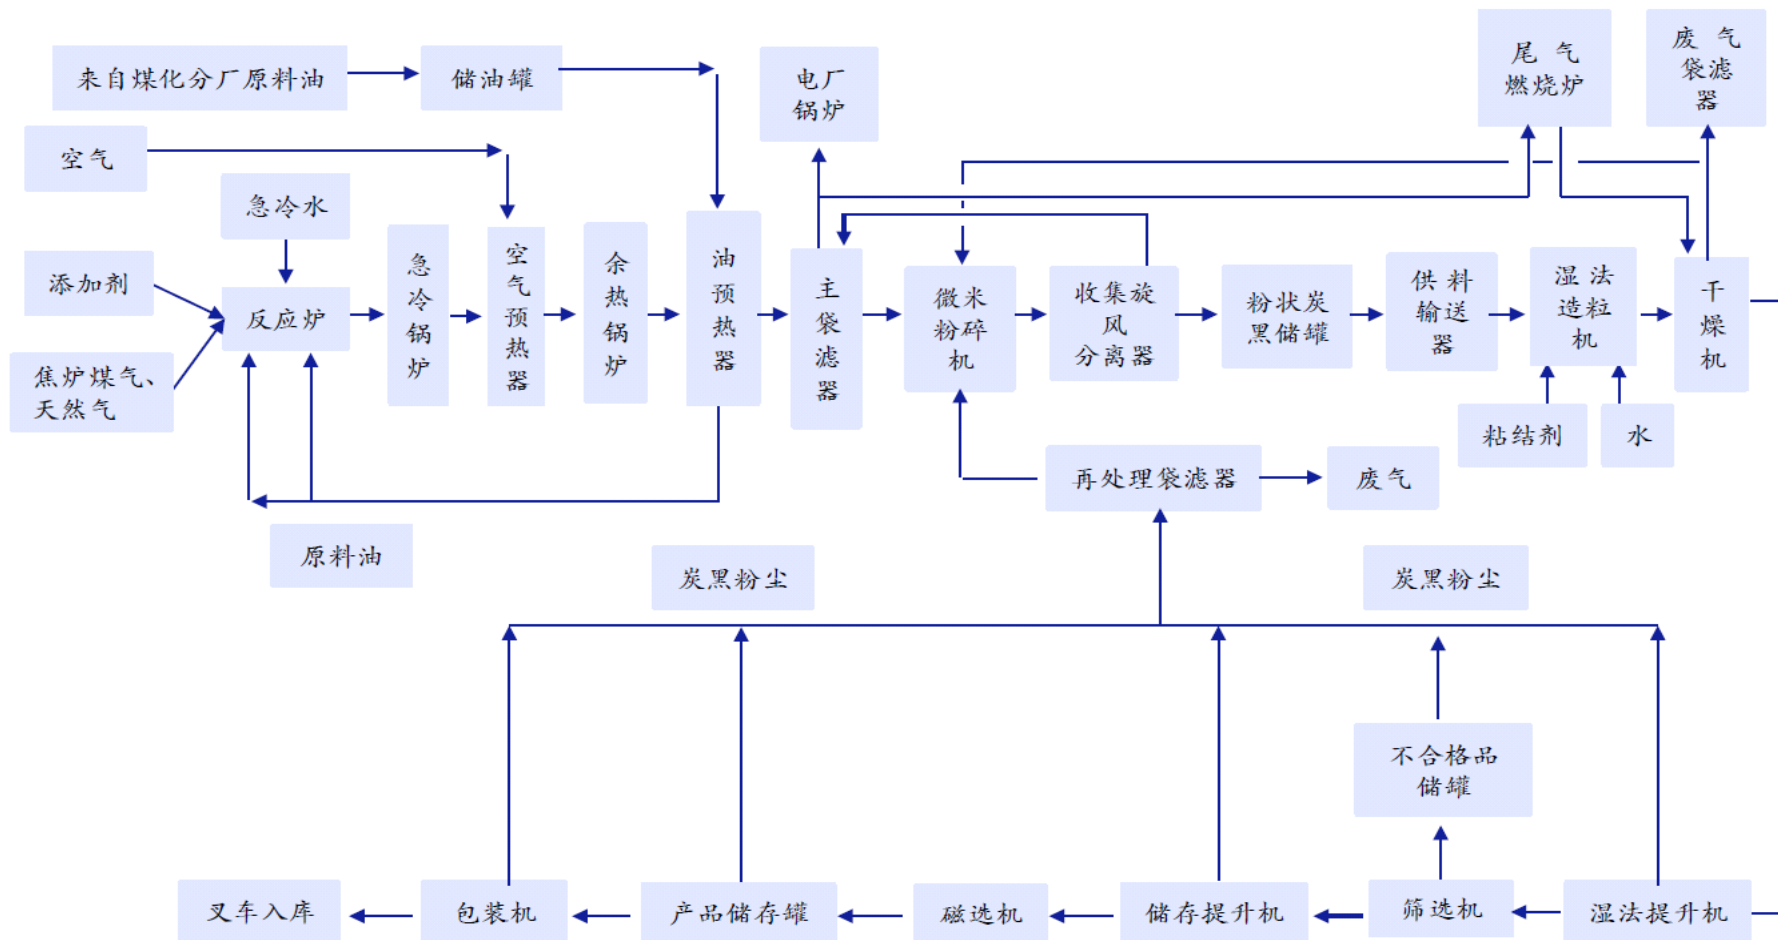 来自煤化分厂原料油
储油罐
电厂
锅炉
尾 气
燃烧炉
废 气
袋滤
器
空气
急冷水
添加剂
焦炉煤气、
天然气
反应炉
急
冷
锅
炉
空
气
预
热
器
余
热
锅
炉
油
预
热
器
主
袋
滤
器
微米
粉碎
机
收集旋
风
分离器
粉状炭
黑储罐
供 料
输送
器
湿 法
造粒
机
干
燥
机
粘结剂
水
再处理袋滤器
废气
原料油
炭黑粉尘
炭黑粉尘
不合格品
储罐
叉车入库
包装机
产品储存罐
磁选机
储存提升机
筛选机
湿法提升机